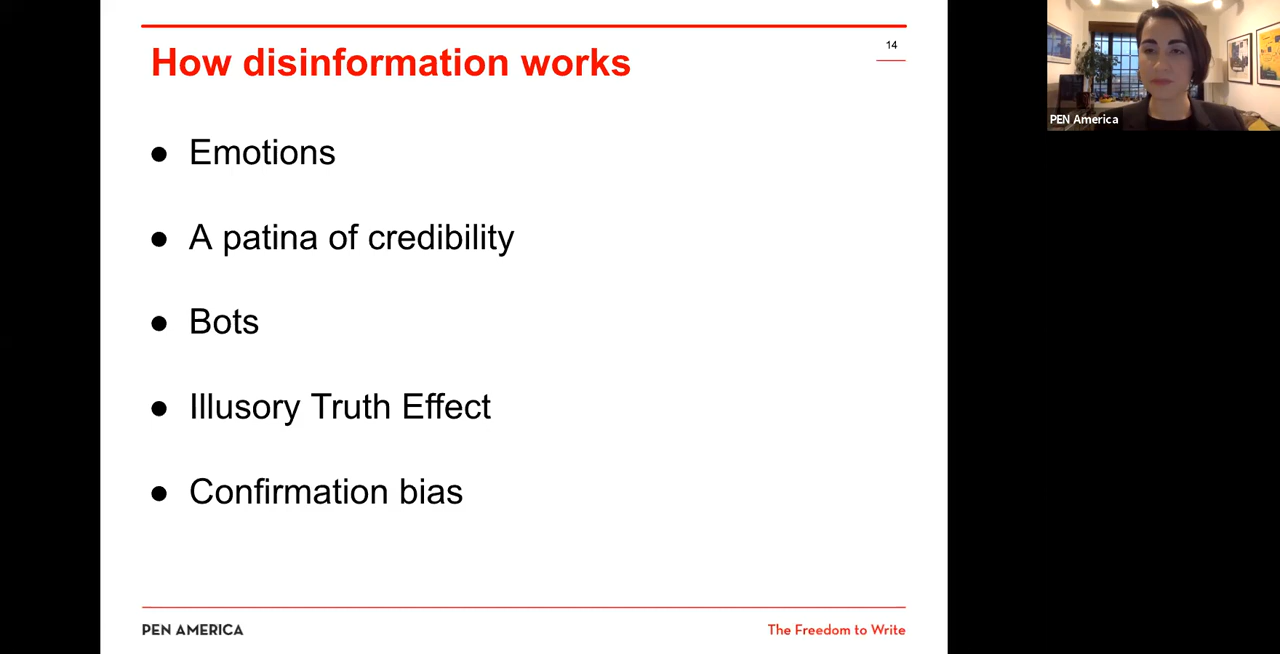 How disinformation works
14
● Emotions
● A patina of credibility
● Bots
● Illusory Truth Effect
● Confirmation bias
PEN AMERICA
The Freedom to Write
PEN America